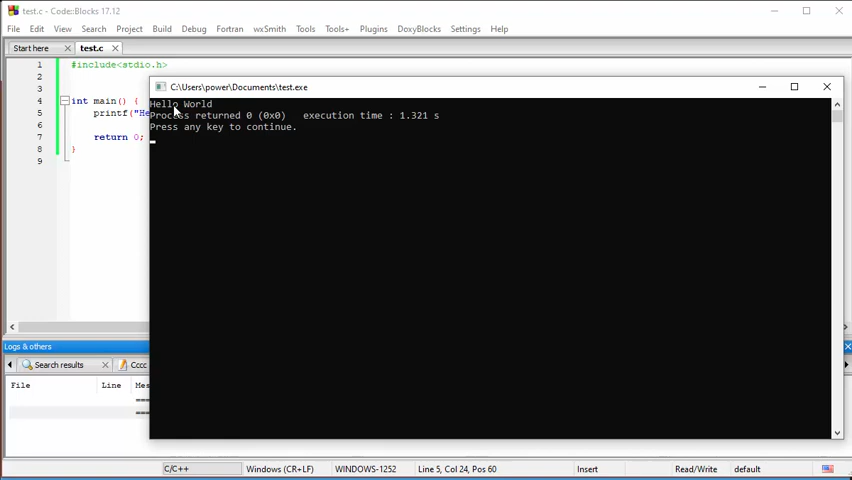 test.c - Code::Blocks 17.12
File Edit View Search Project Build Debug Fortran wxSmith Tools Tools+ Plugins DoxyBlocks Settings Help
Start here test.c
1 #include<stdio.h>
2
3
4 int main() {
5 printf("He
6
7 return 0;
8 }
9
C:\Users\power\Documents\test.exe
Hello World
Process returned 0 (0x0)   execution time : 1.321 s
Press any key to continue.
Logs & others
Search results Cccc
File Line Mes
===
===
C/C++ Windows (CR+LF) WINDOWS-1252 Line 5, Col 24, Pos 60 Insert Read/Write default